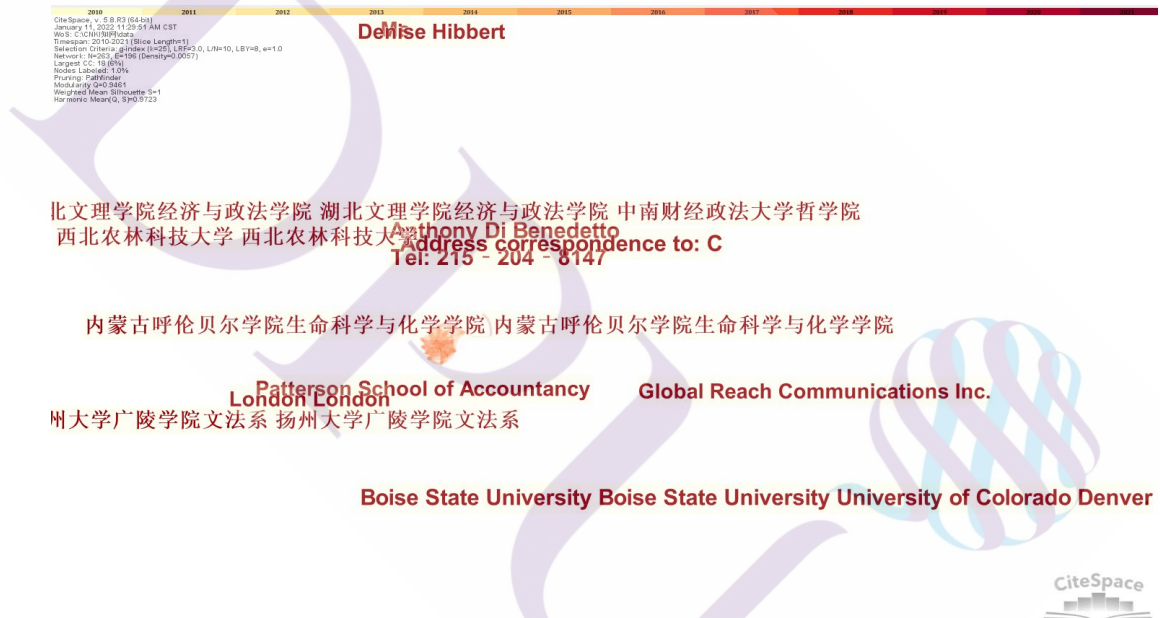 2010 2011 2012 2013 2014 2015 2016 2017 2018 2019 2020 2021
CiteSpace, v. 5.8.R3 (64-bit)
January 11, 2022 11:29:51 AM CST
WoS: C:\CNKI知网\data
Timespan: 2010-2021 (Slice Length=1)
Selection Criteria: g-index (k=25), LRF=3.0, L/N=10, LBY=8, e=1.0
Network: N=263, E=196 (Density=0.0057)
Largest CC: 18 (6%)
Nodes Labeled: 1.0%
Pruning: Pathfinder
Modularity Q=0.9461
Weighted Mean Silhouette S=1
Harmonic Mean(Q, S)=0.9723
Denise Hibbert
北文理学院经济与政法学院 湖北文理学院经济与政法学院 中南财经政法大学哲学院
西北农林科技大学 西北农林科技大学
Anthony Di Benedetto
Address correspondence to: C
Tel: 215 - 204 - 8147
内蒙古呼伦贝尔学院生命科学与化学学院 内蒙古呼伦贝尔学院生命科学与化学学院
Patterson School of Accountancy
Global Reach Communications Inc.
London London
州大学广陵学院文法系 扬州大学广陵学院文法系
Boise State University Boise State University University of Colorado Denver
CiteSpace